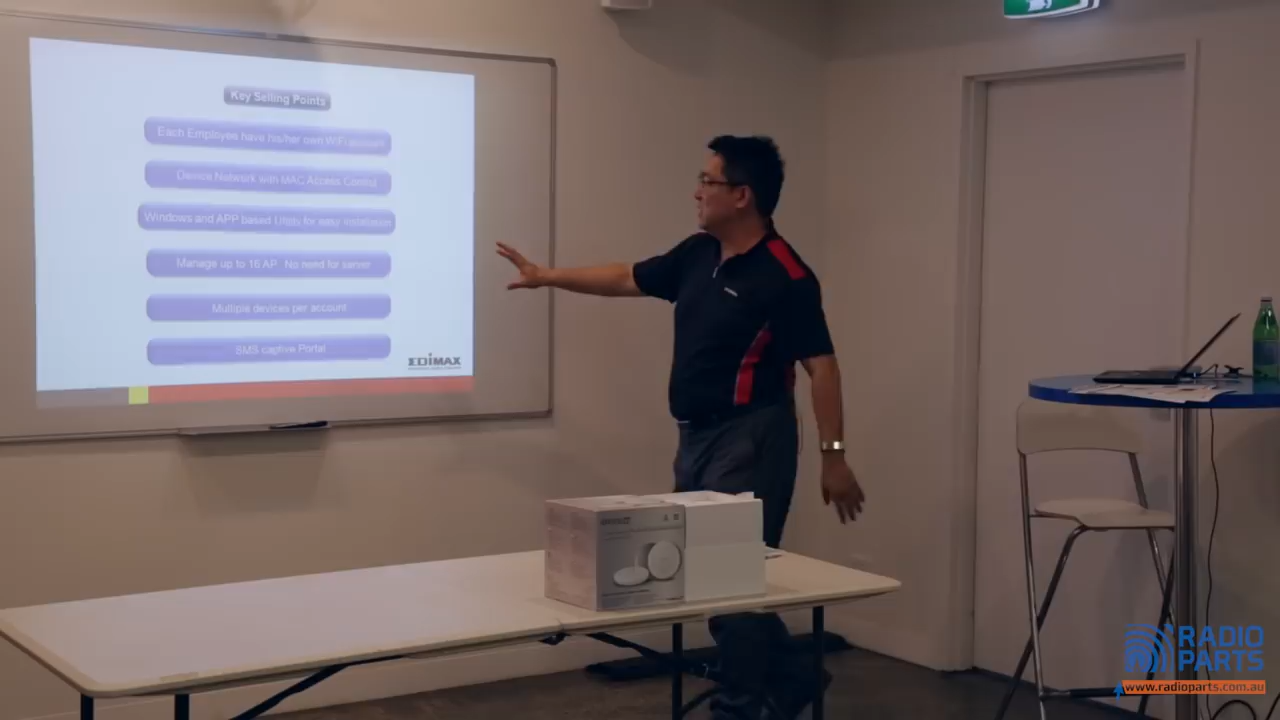 Key Selling Points
Each Employee have his/her own WiFi account
Device Network with MAC Access Control
Windows and APP based Utility for easy installation
Manage up to 16 AP. No need for server
Multiple devices per account
SMS captive Portal
EDIMAX
RADIO
PARTS
www.radioparts.com.au